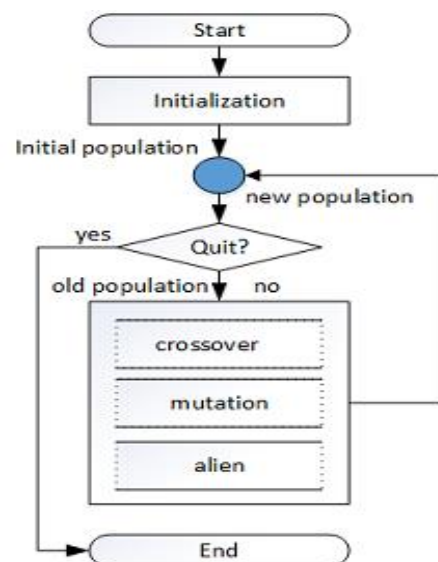 Start
Initialization
Initial population
new population
yes
Quit?
old population
no
crossover
mutation
alien
End